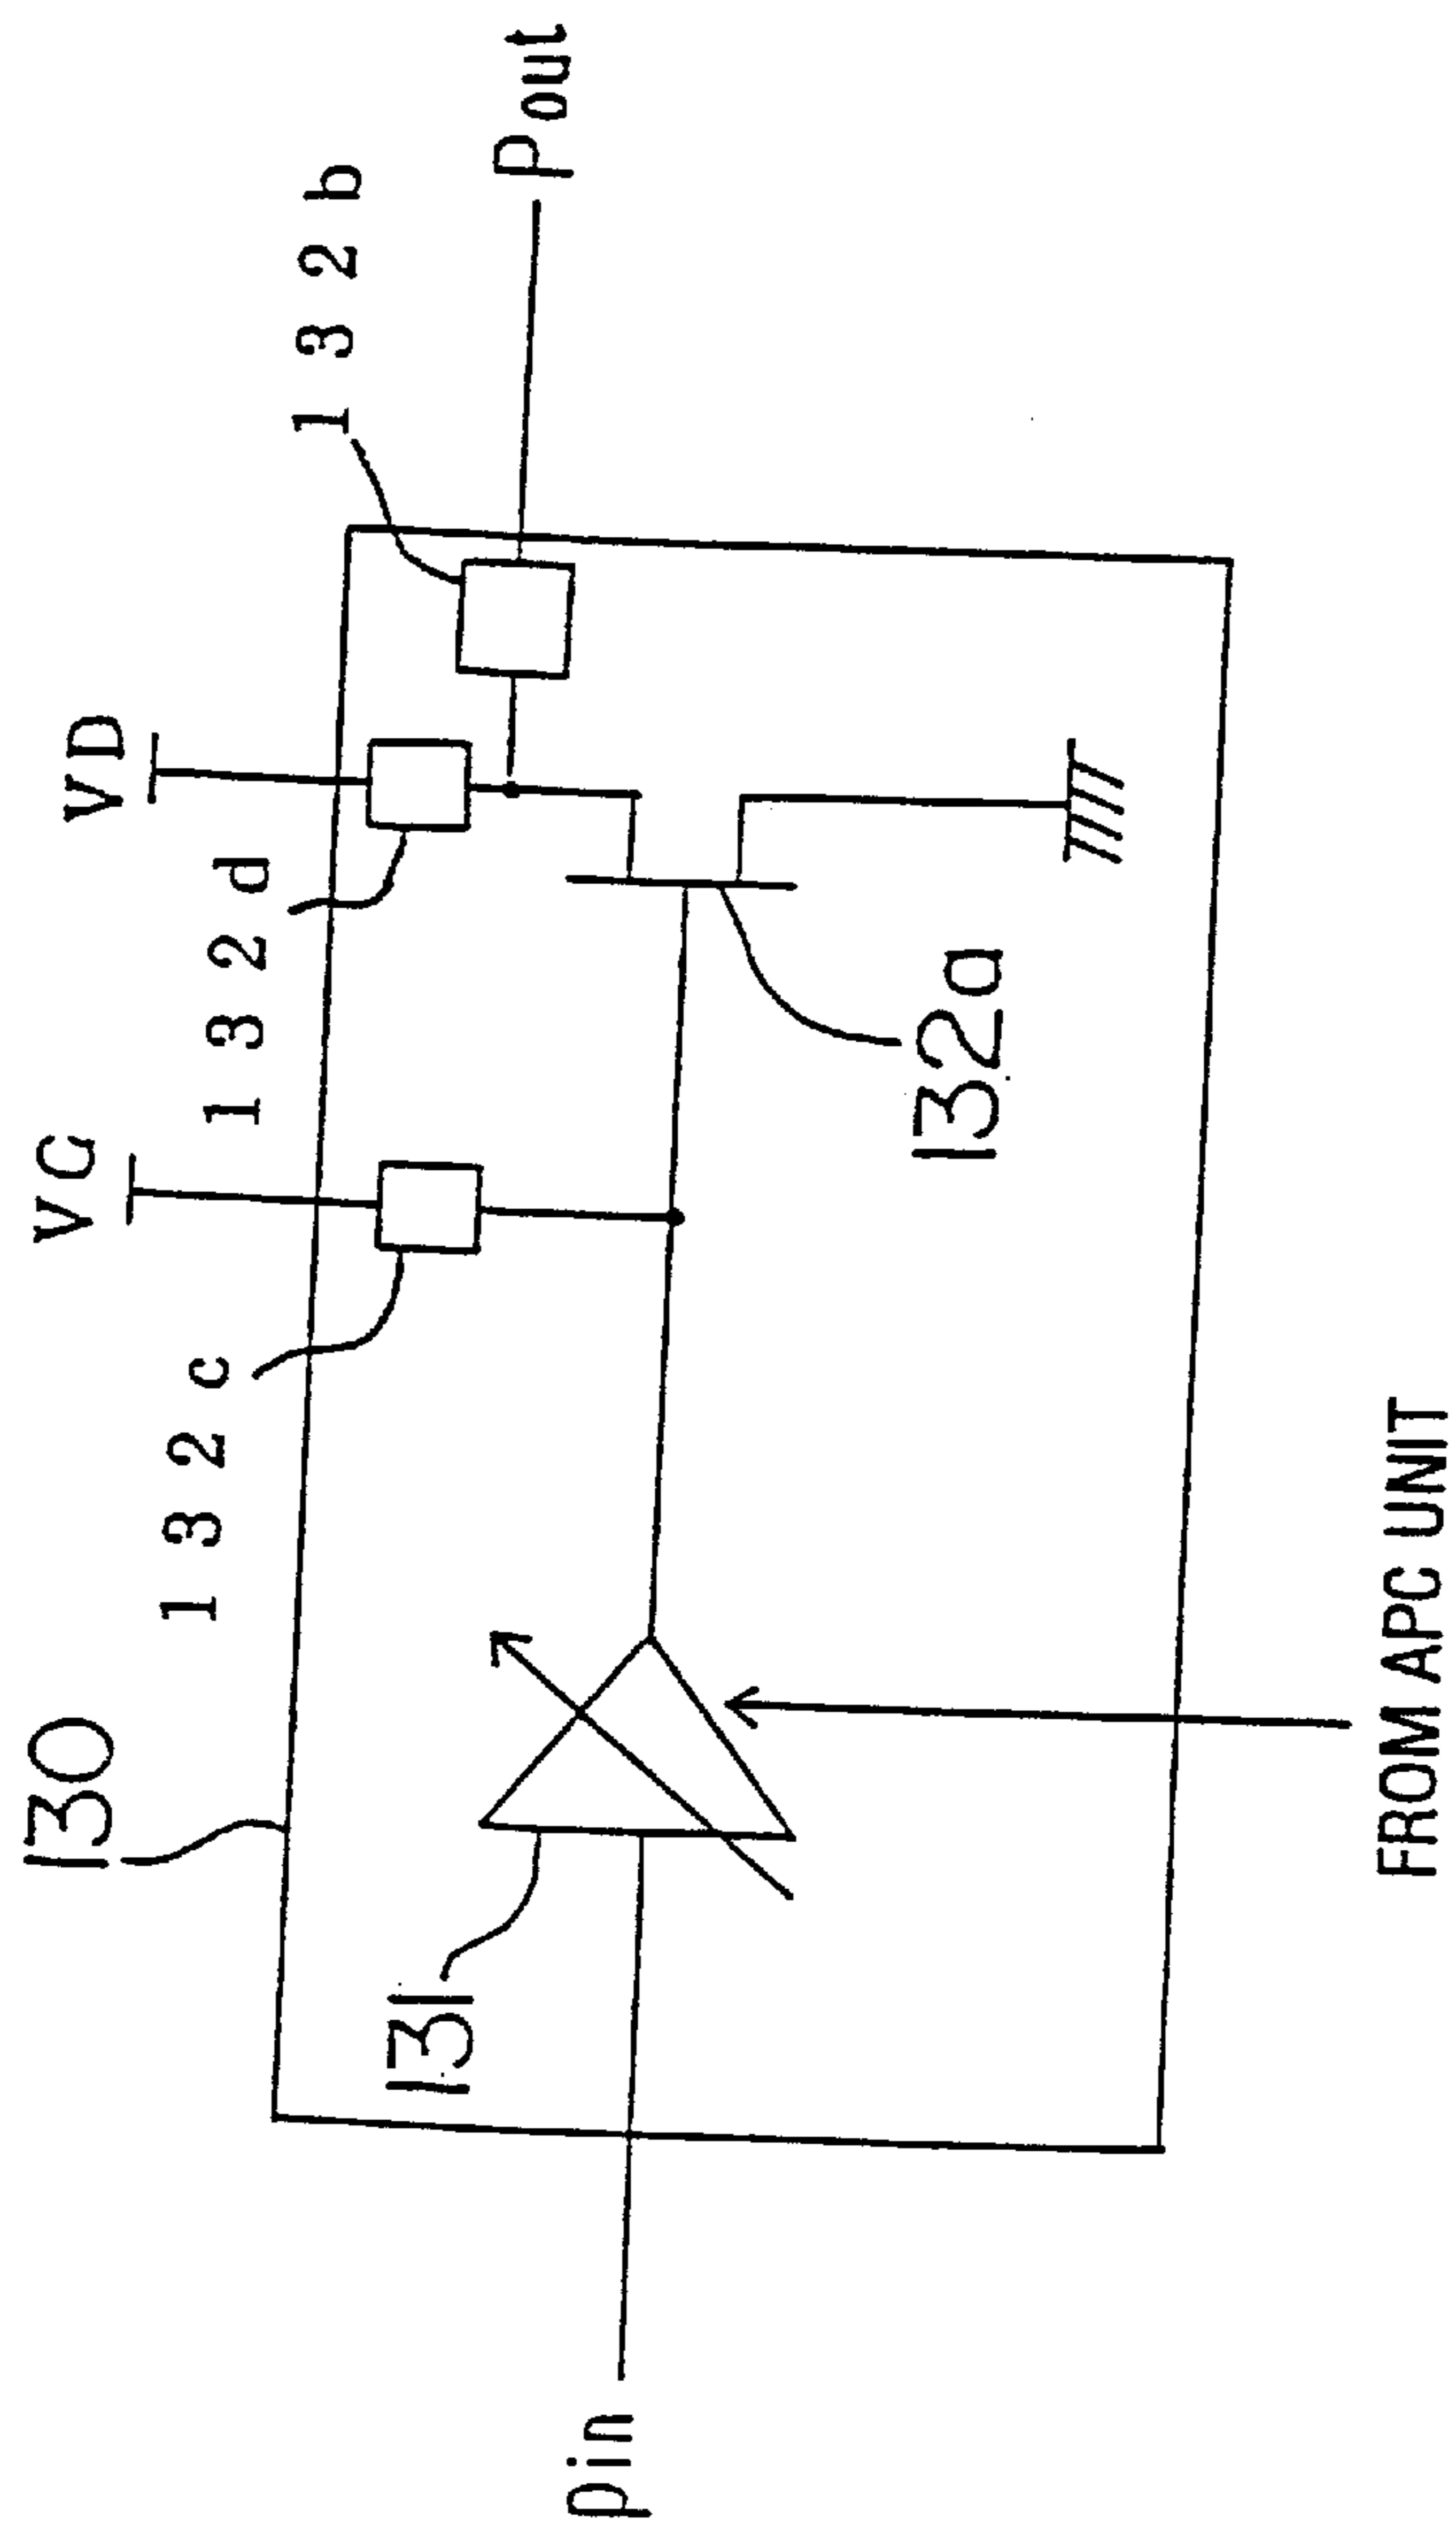 130
VG
VD
1 3 2 c
1 3 2 d
1 3 2 b
131
132a
pin
Pout
FROM APC UNIT